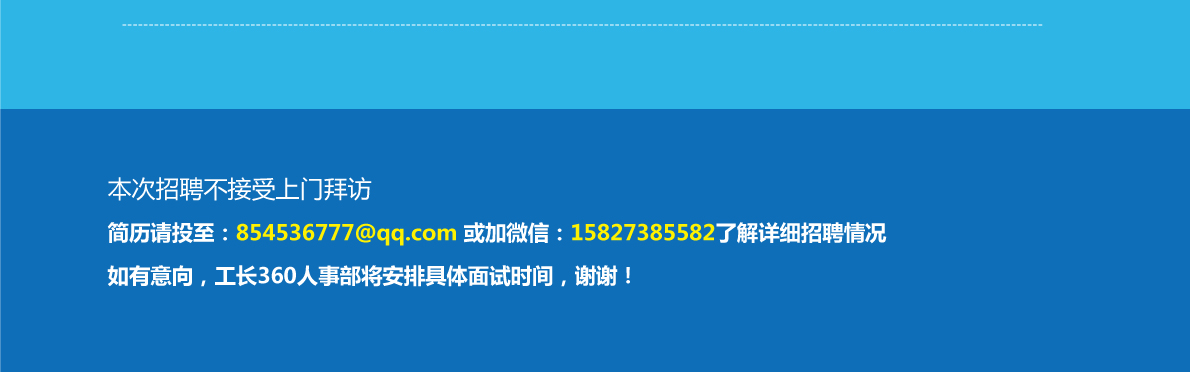 本次招聘不接受上门拜访
简历请投至：854536777@qq.com 或加微信：15827385582了解详细招聘情况
如有意向，工长360人事部将安排具体面试时间，谢谢！